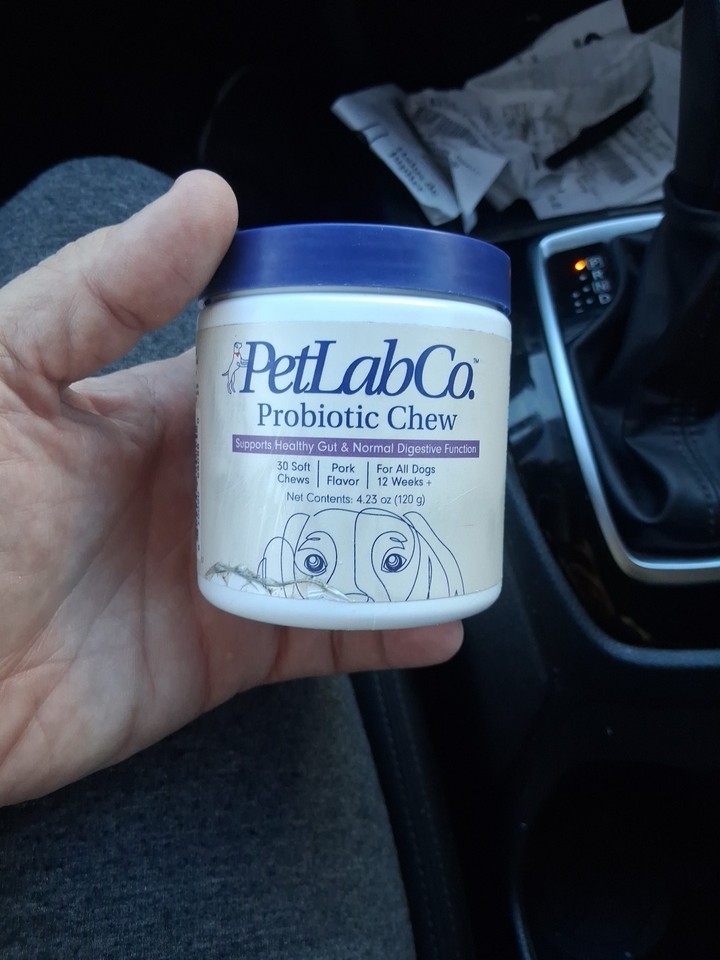 PetLabCo.™
Probiotic Chew
Supports Healthy Gut & Normal Digestive Function
30 Soft Chews
Pork Flavor
For All Dogs 12 Weeks +
Net Contents: 4.23 oz (120 g)
P
R
N
D